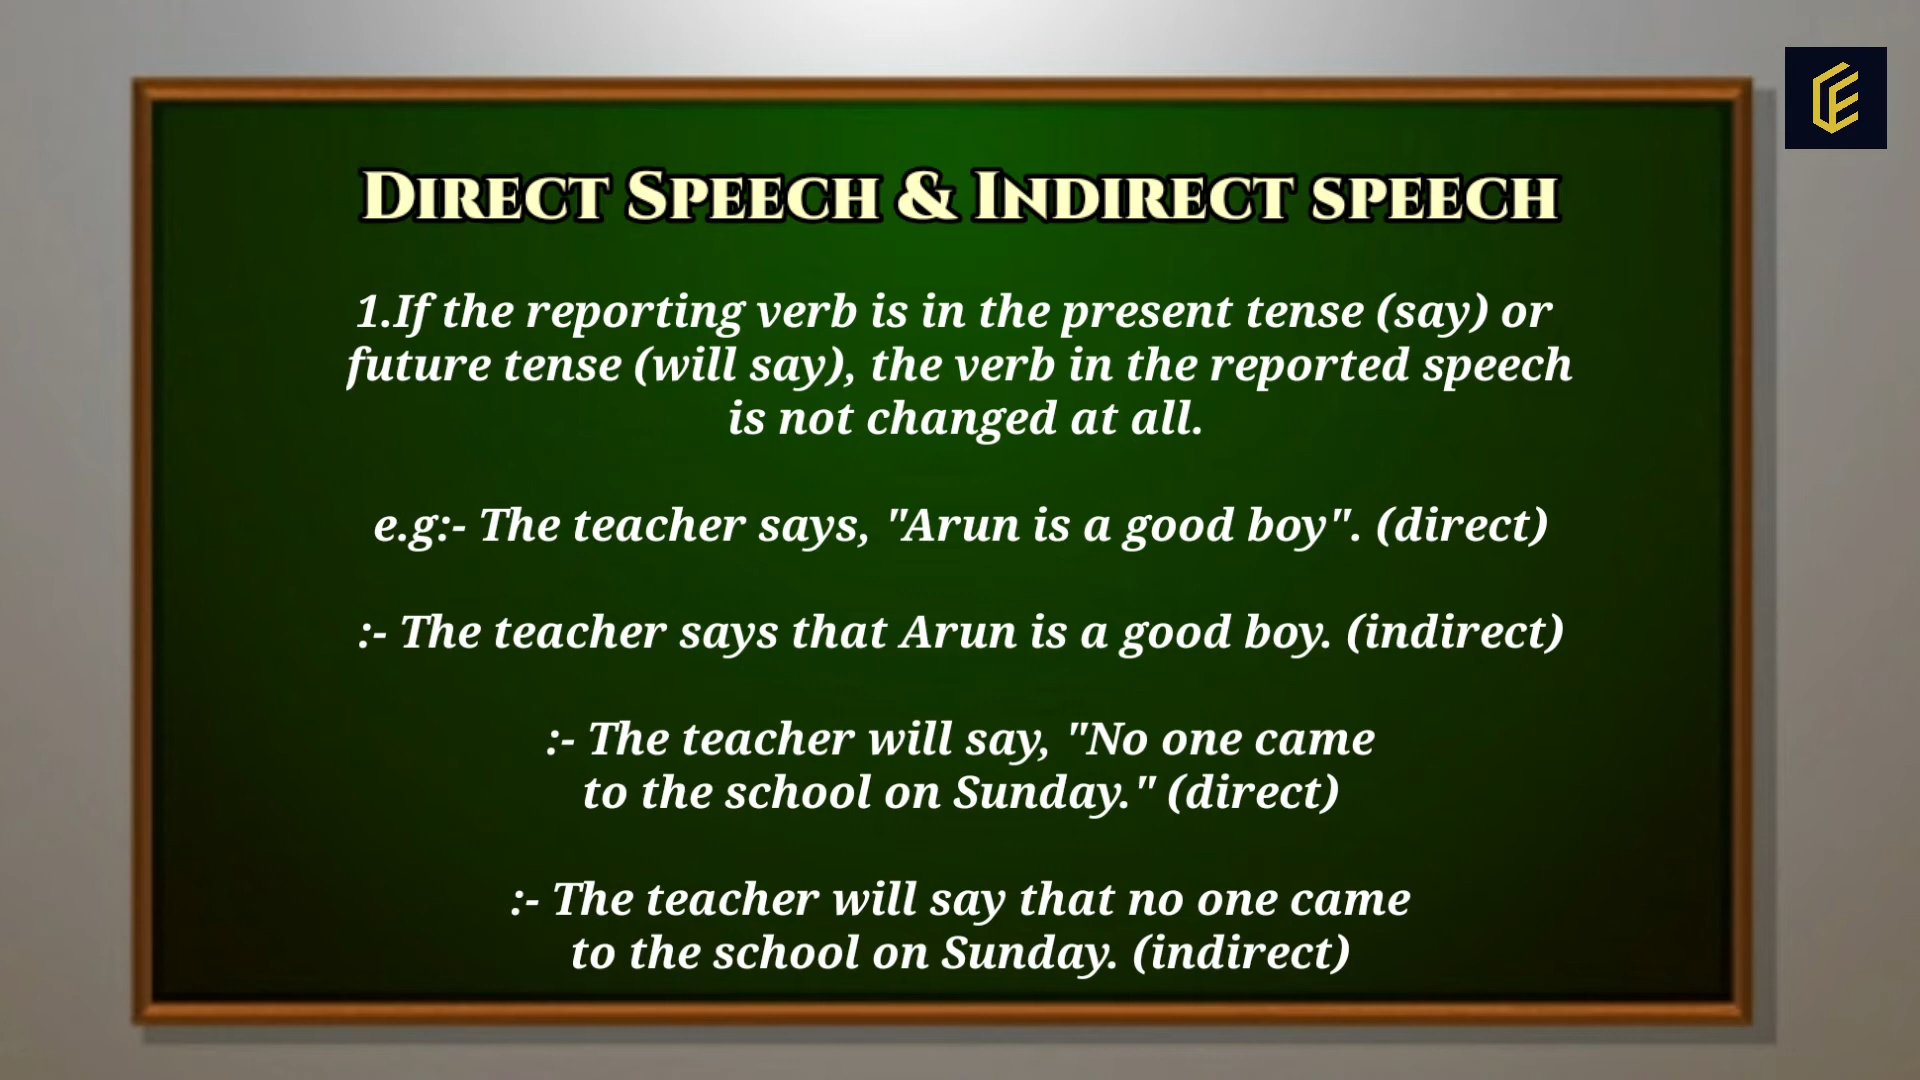 Direct Speech & Indirect speech
1.If the reporting verb is in the present tense (say) or
future tense (will say), the verb in the reported speech
is not changed at all.
e.g:- The teacher says, "Arun is a good boy". (direct)
:- The teacher says that Arun is a good boy. (indirect)
:- The teacher will say, "No one came
to the school on Sunday." (direct)
:- The teacher will say that no one came
to the school on Sunday. (indirect)